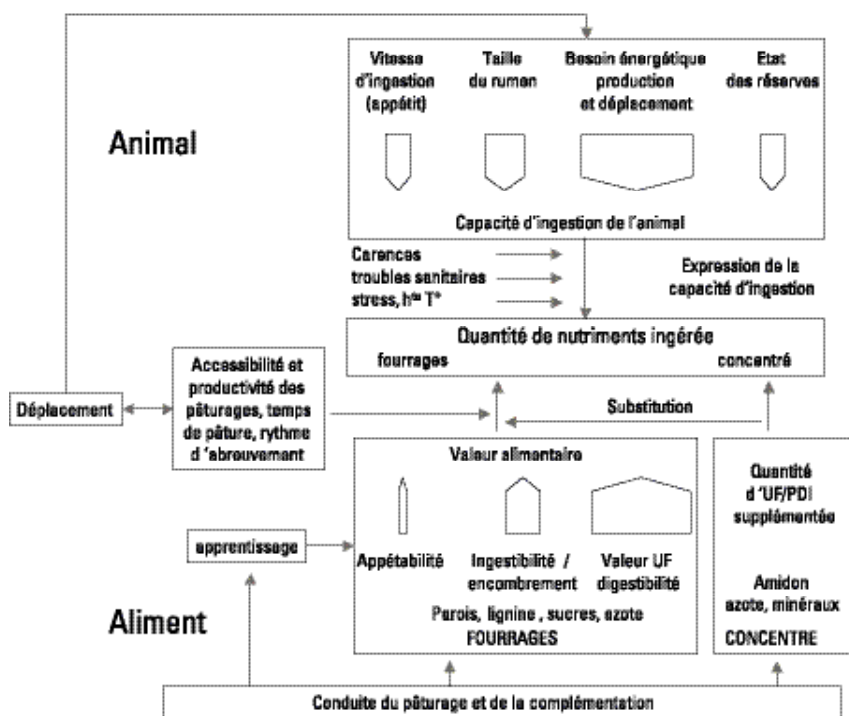 Vitesse
d'ingestion
(appétit)
Taille
du rumen
Besoin énergétique
production
et déplacement
Etat
des réserves
Animal
Capacité d'ingestion de l'animal
Carences
troubles sanitaires
stress, hté T°
Expression de la
capacité d'ingestion
Quantité de nutriments ingérée
fourrages
concentré
Accessibilité et
productivité des
pâturages, temps
de pâture, rythme
d 'abreuvement
Déplacement
Substitution
Valeur alimentaire
Quantité
d 'UF/PDI
supplémentée
apprentissage
Appétabilité
Ingestibilité /
encombrement
Valeur UF
digestibilité
Parois, lignine , sucres, azote
FOURRAGES
Amidon
azote, minéraux
CONCENTRE
Aliment
Conduite du pâturage et de la complémentation